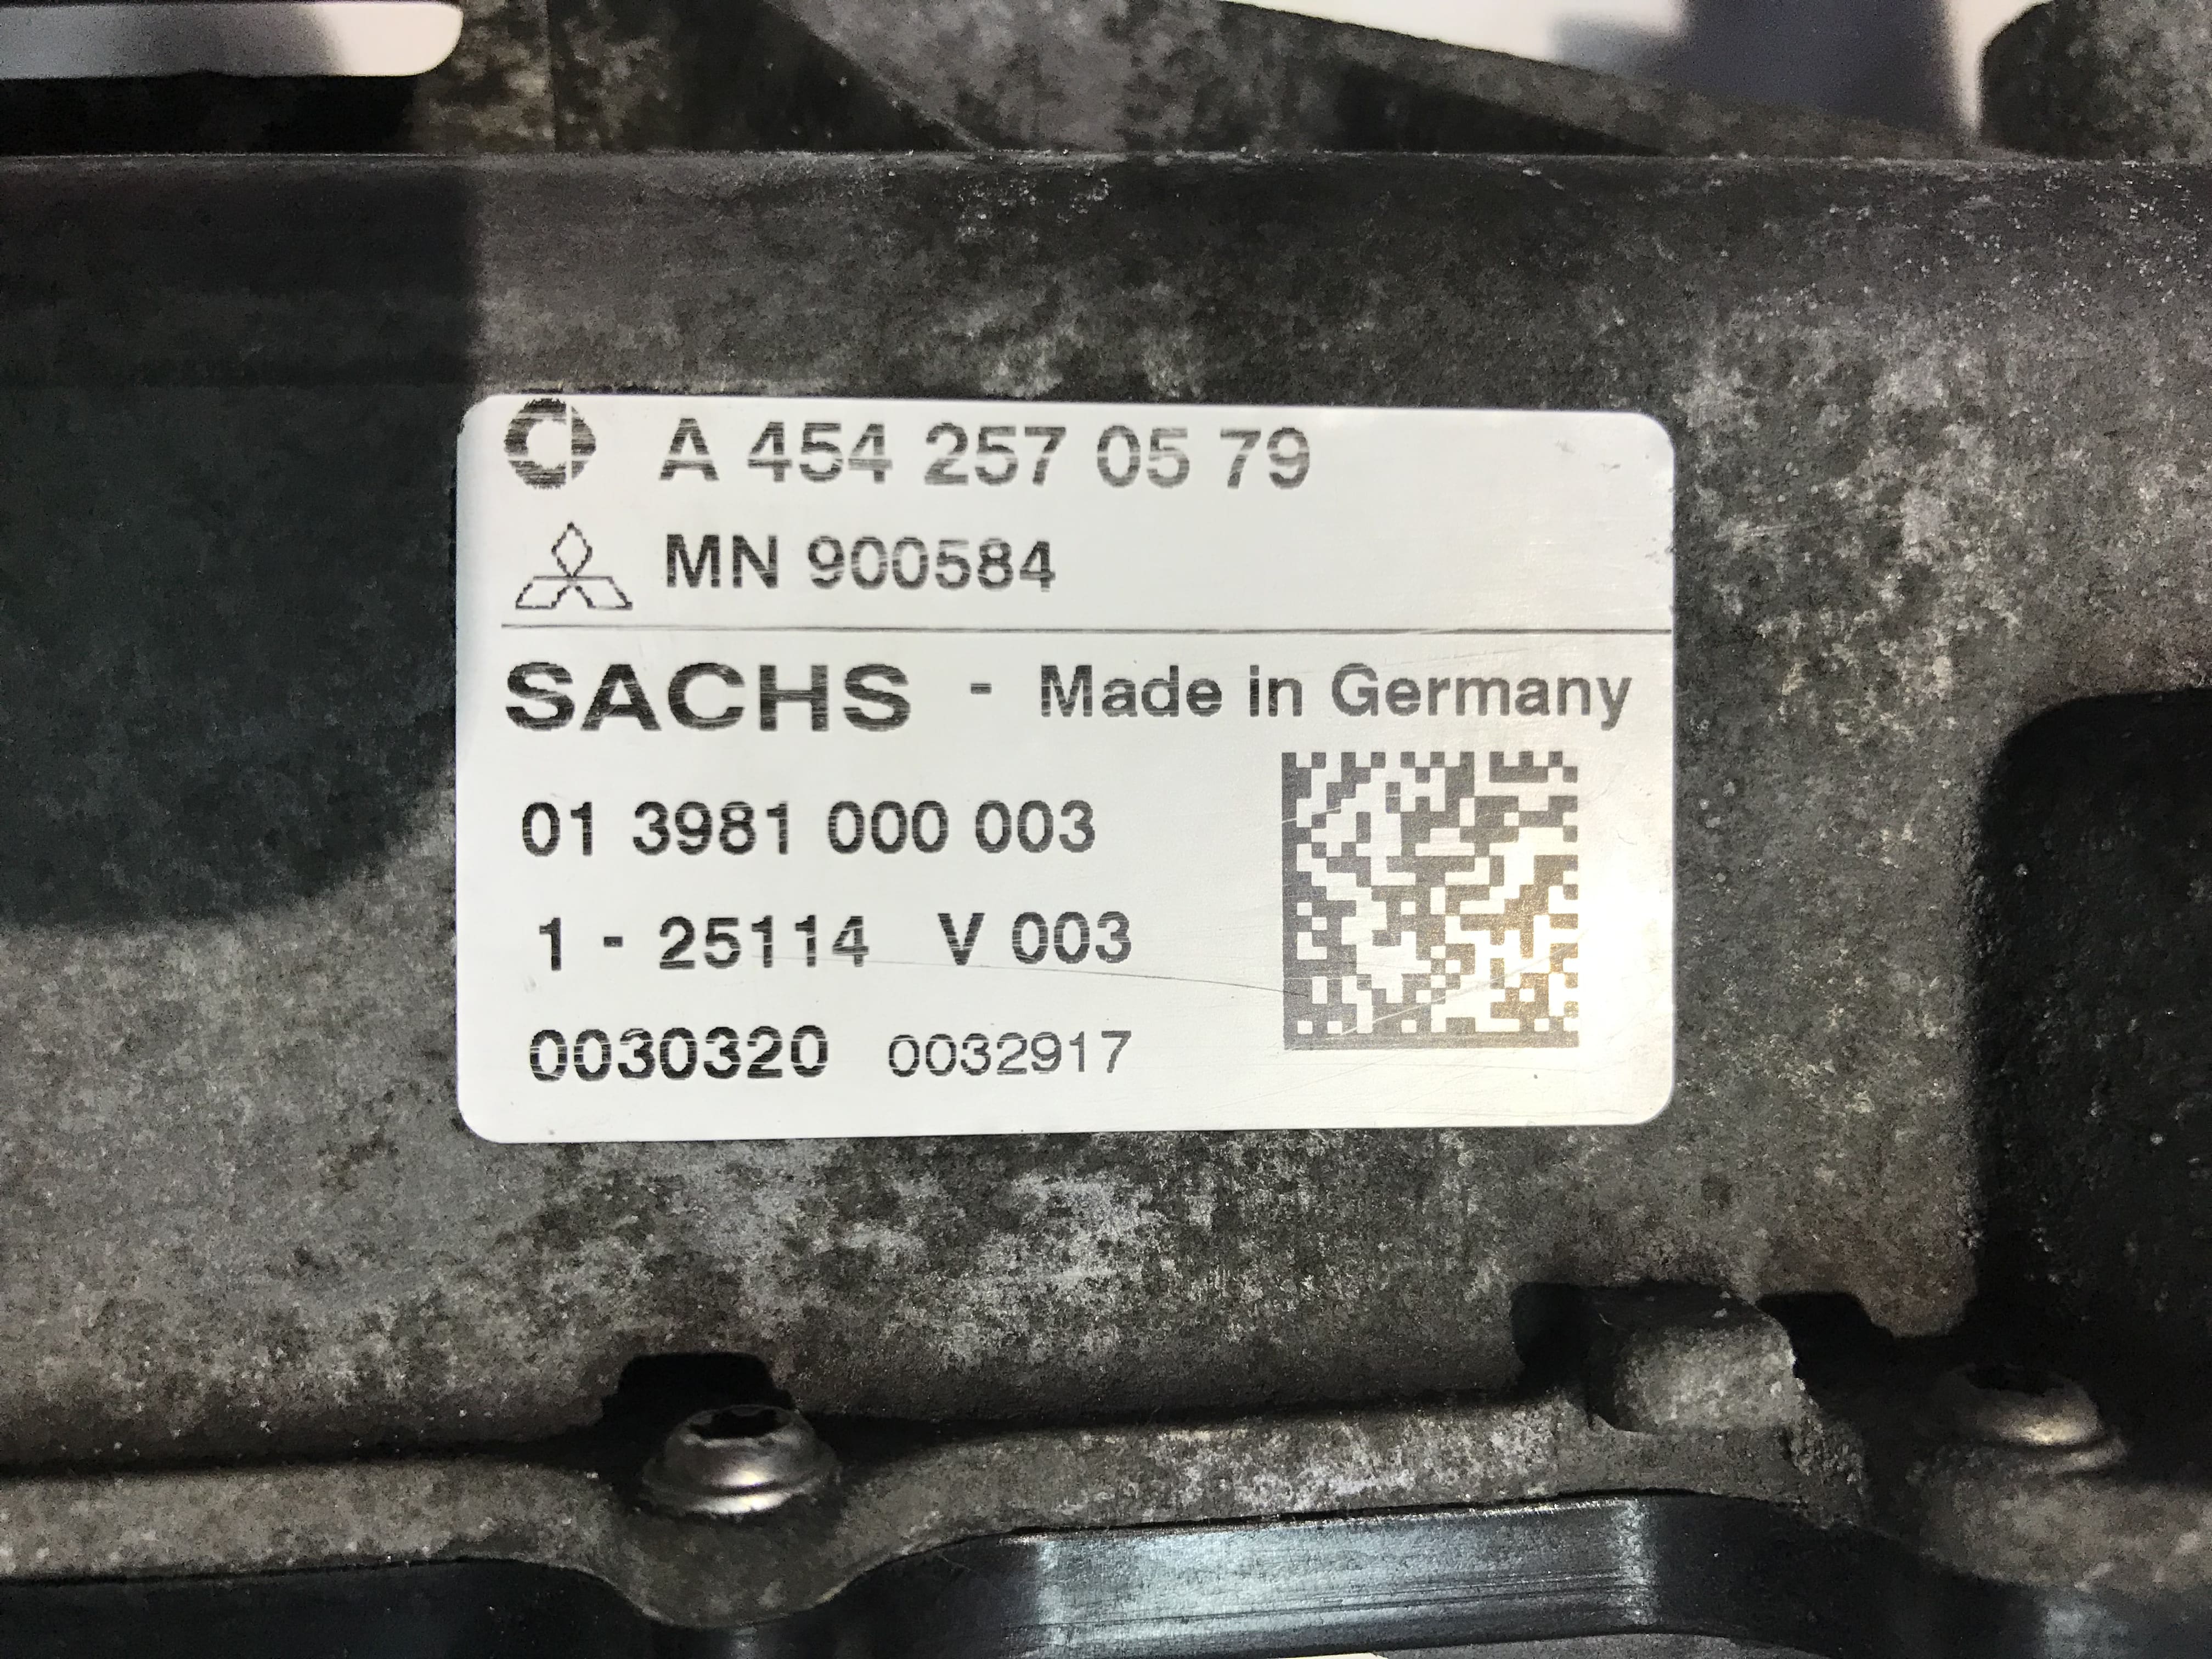 A 454 257 05 79
MN 900584
SACHS - Made in Germany
01 3981 000 003
1 - 25114 V 003
0030320 0032917